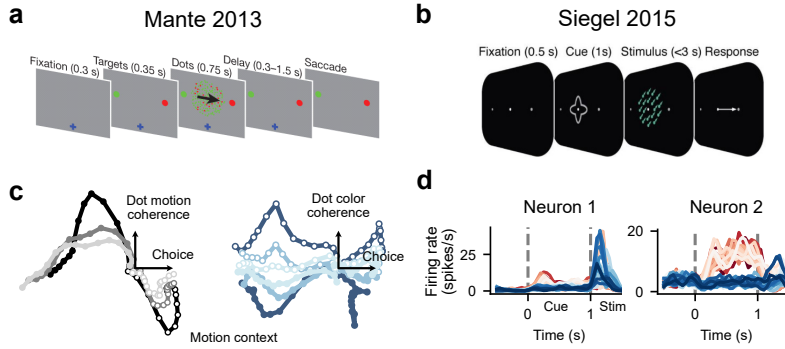 a
Mante 2013
Fixation (0.3 s)
Targets (0.35 s)
Dots (0.75 s)
Delay (0.3–1.5 s)
Saccade
b
Siegel 2015
Fixation (0.5 s)
Cue (1s)
Stimulus (<3 s)
Response
c
Dot motion
coherence
Choice
Dot color
coherence
Choice
Motion context
d
Neuron 1
Neuron 2
Firing rate
(spikes/s)
40
0
20
0
Cue
Stim
0
1
0
1
Time (s)
Time (s)